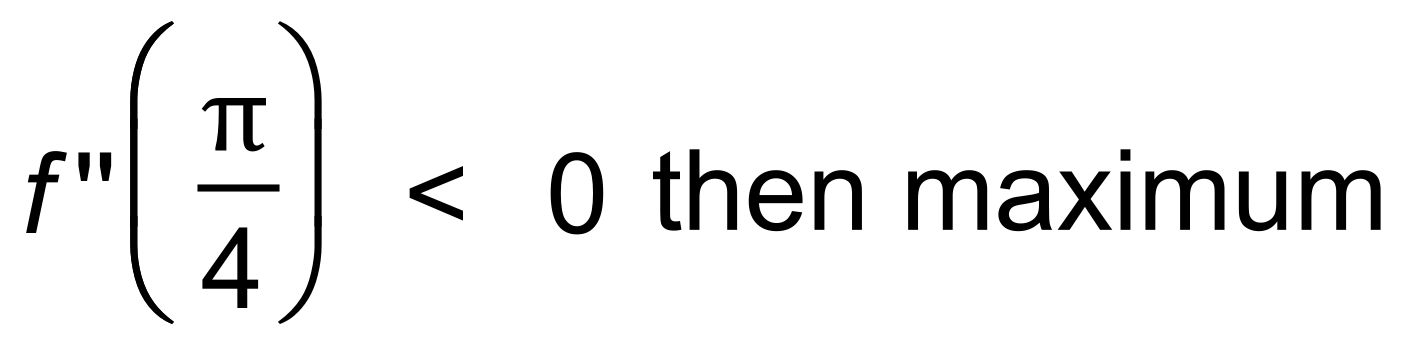 f"(π/4) < 0 then maximum